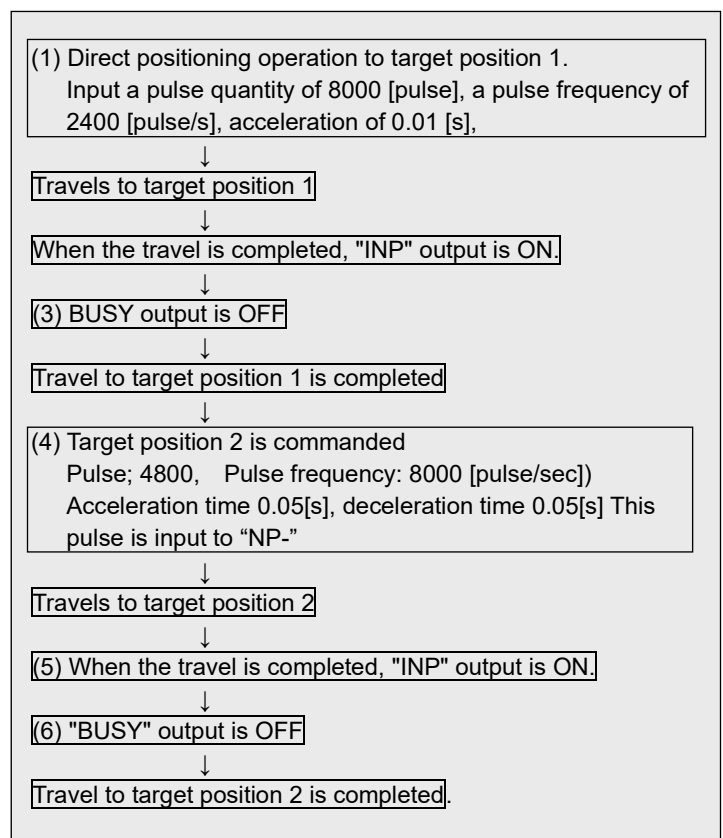 (1) Direct positioning operation to target position 1.
Input a pulse quantity of 8000 [pulse], a pulse frequency of
2400 [pulse/s], acceleration of 0.01 [s],
↓
Travels to target position 1
↓
When the travel is completed, "INP" output is ON.
↓
(3) BUSY output is OFF
↓
Travel to target position 1 is completed
↓
(4) Target position 2 is commanded
Pulse; 4800, Pulse frequency: 8000 [pulse/sec])
Acceleration time 0.05[s], deceleration time 0.05[s] This
pulse is input to “NP-”
↓
Travels to target position 2
↓
(5) When the travel is completed, "INP" output is ON.
↓
(6) "BUSY" output is OFF
↓
Travel to target position 2 is completed.